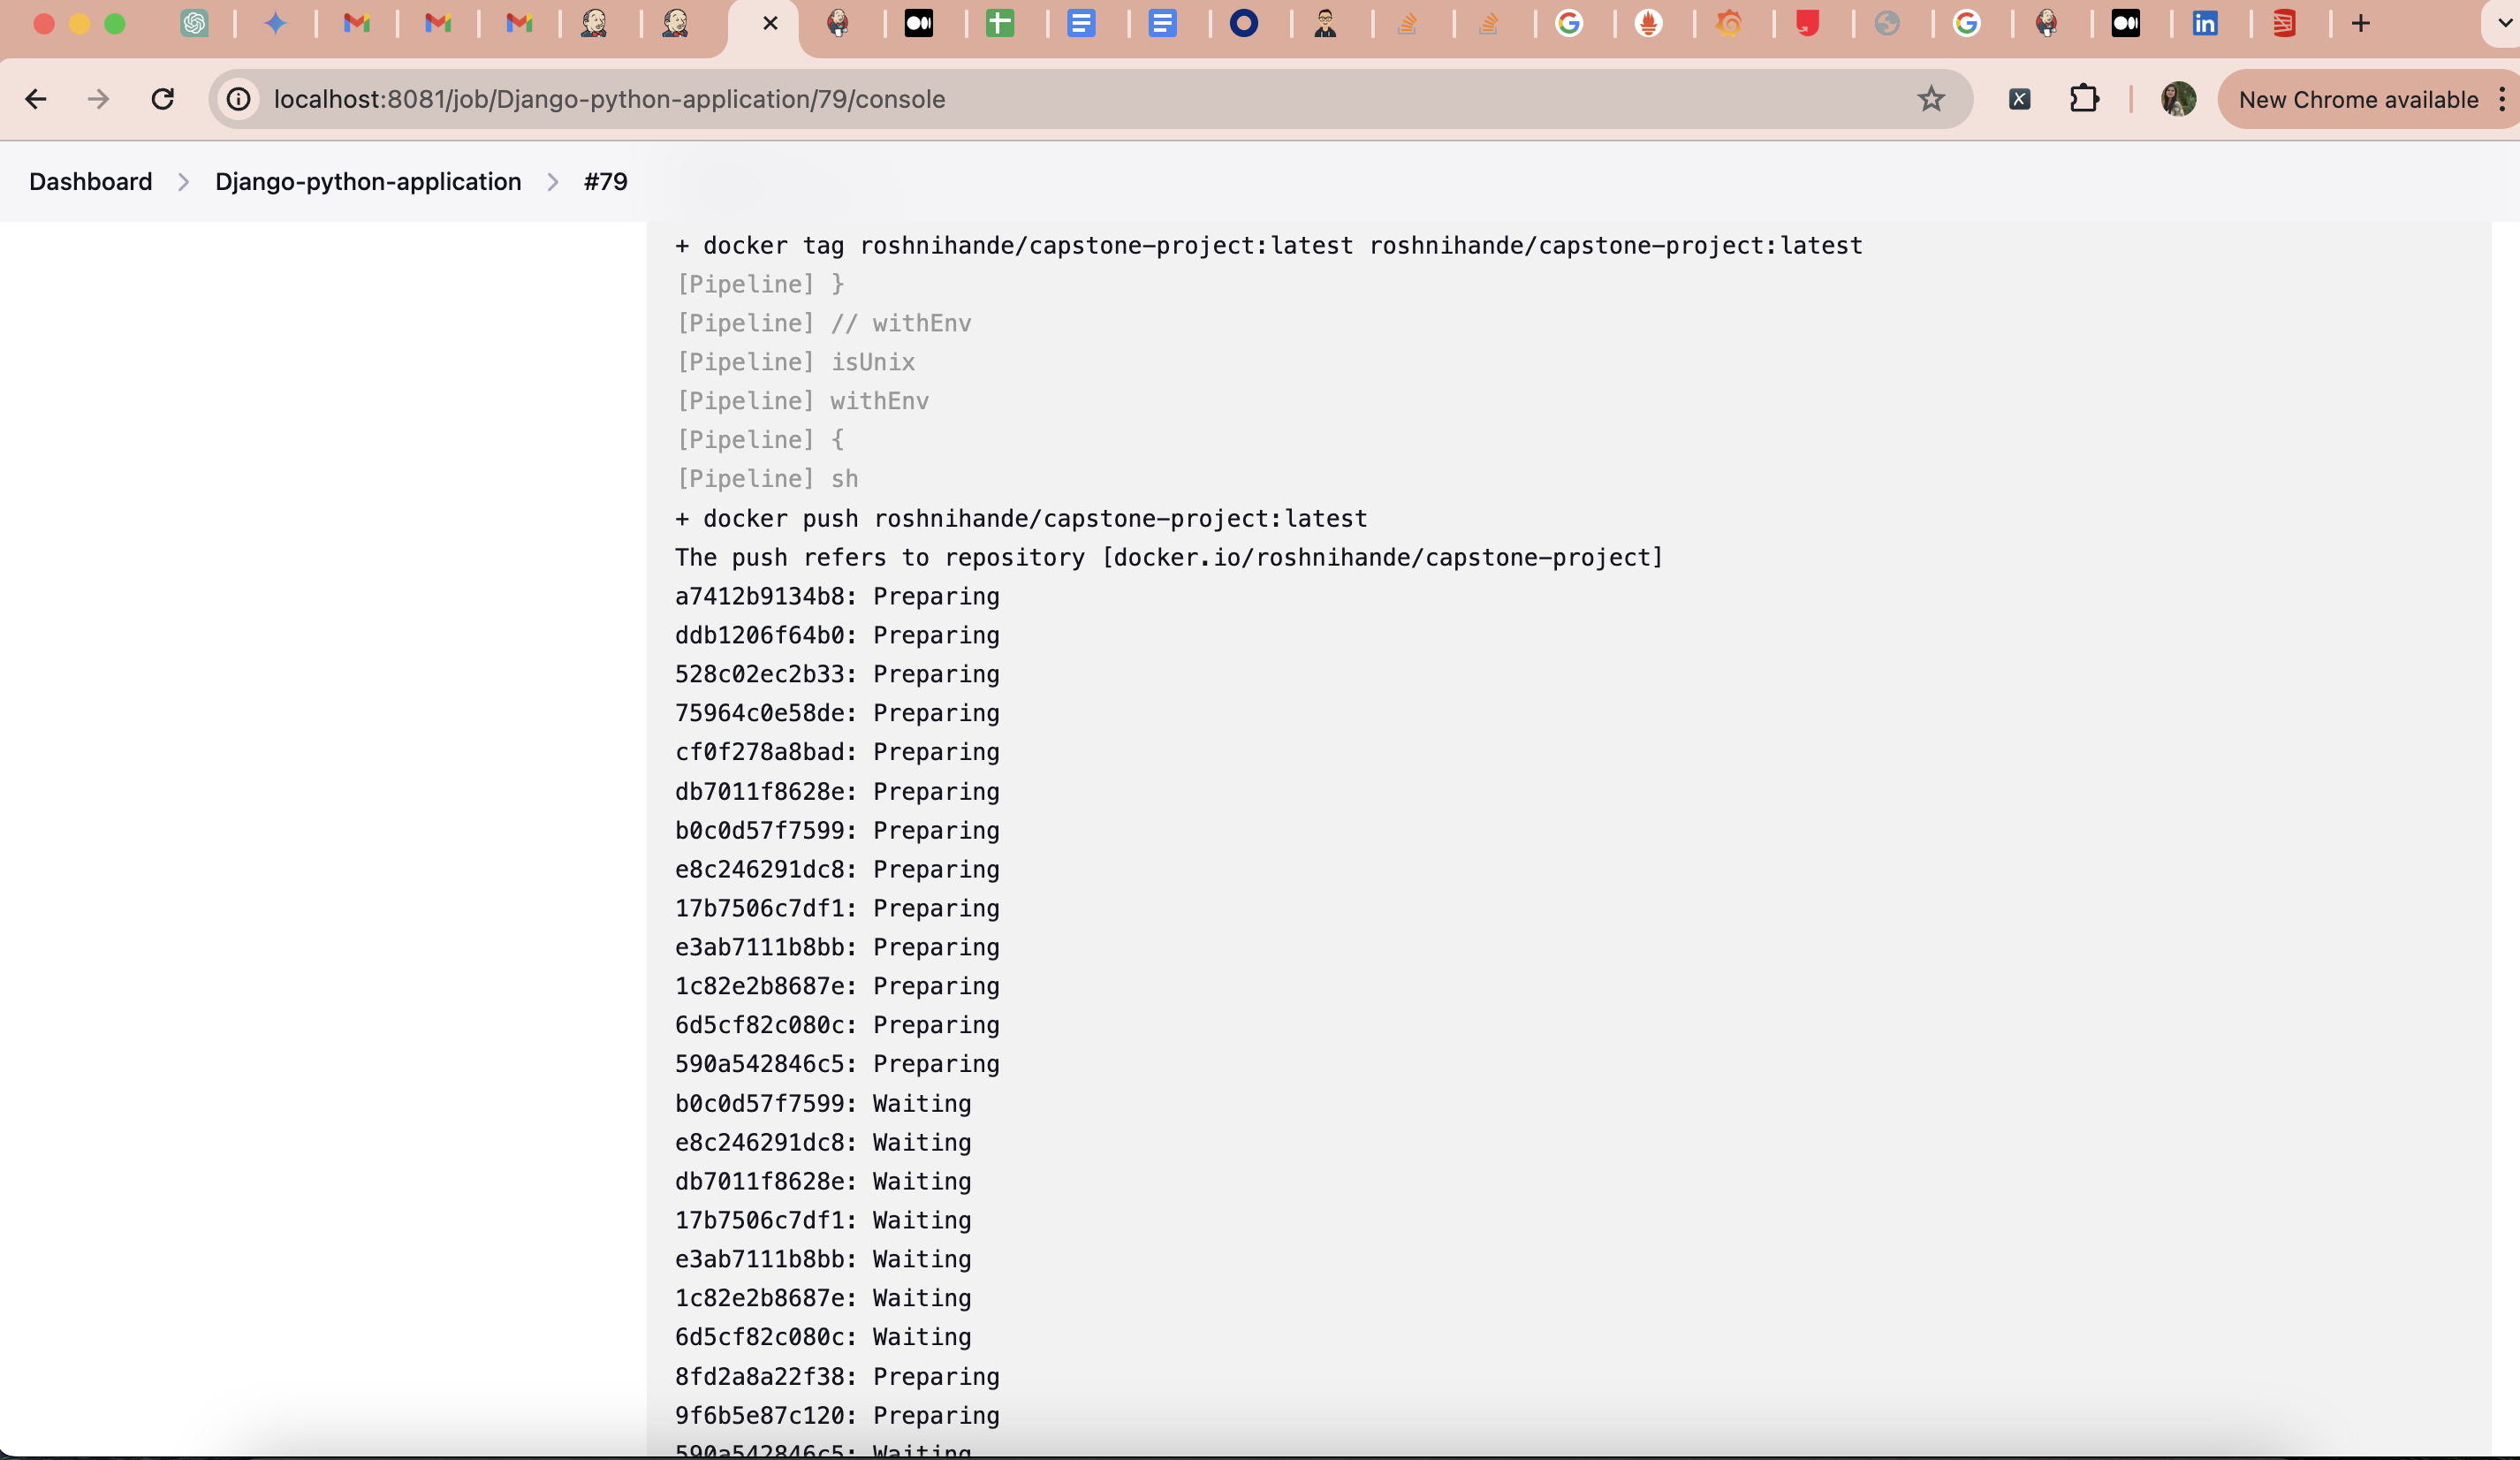 localhost:8081/job/Django-python-application/79/console
New Chrome available
Dashboard > Django-python-application > #79
+ docker tag roshnihande/capstone-project:latest roshnihande/capstone-project:latest
[Pipeline] }
[Pipeline] // withEnv
[Pipeline] isUnix
[Pipeline] withEnv
[Pipeline] {
[Pipeline] sh
+ docker push roshnihande/capstone-project:latest
The push refers to repository [docker.io/roshnihande/capstone-project]
a7412b9134b8: Preparing
ddb1206f64b0: Preparing
528c02ec2b33: Preparing
75964c0e58de: Preparing
cf0f278a8bad: Preparing
db7011f8628e: Preparing
b0c0d57f7599: Preparing
e8c246291dc8: Preparing
17b7506c7df1: Preparing
e3ab7111b8bb: Preparing
1c82e2b8687e: Preparing
6d5cf82c080c: Preparing
590a542846c5: Preparing
b0c0d57f7599: Waiting
e8c246291dc8: Waiting
db7011f8628e: Waiting
17b7506c7df1: Waiting
e3ab7111b8bb: Waiting
1c82e2b8687e: Waiting
6d5cf82c080c: Waiting
8fd2a8a22f38: Preparing
9f6b5e87c120: Preparing
590a542846c5: Waiting